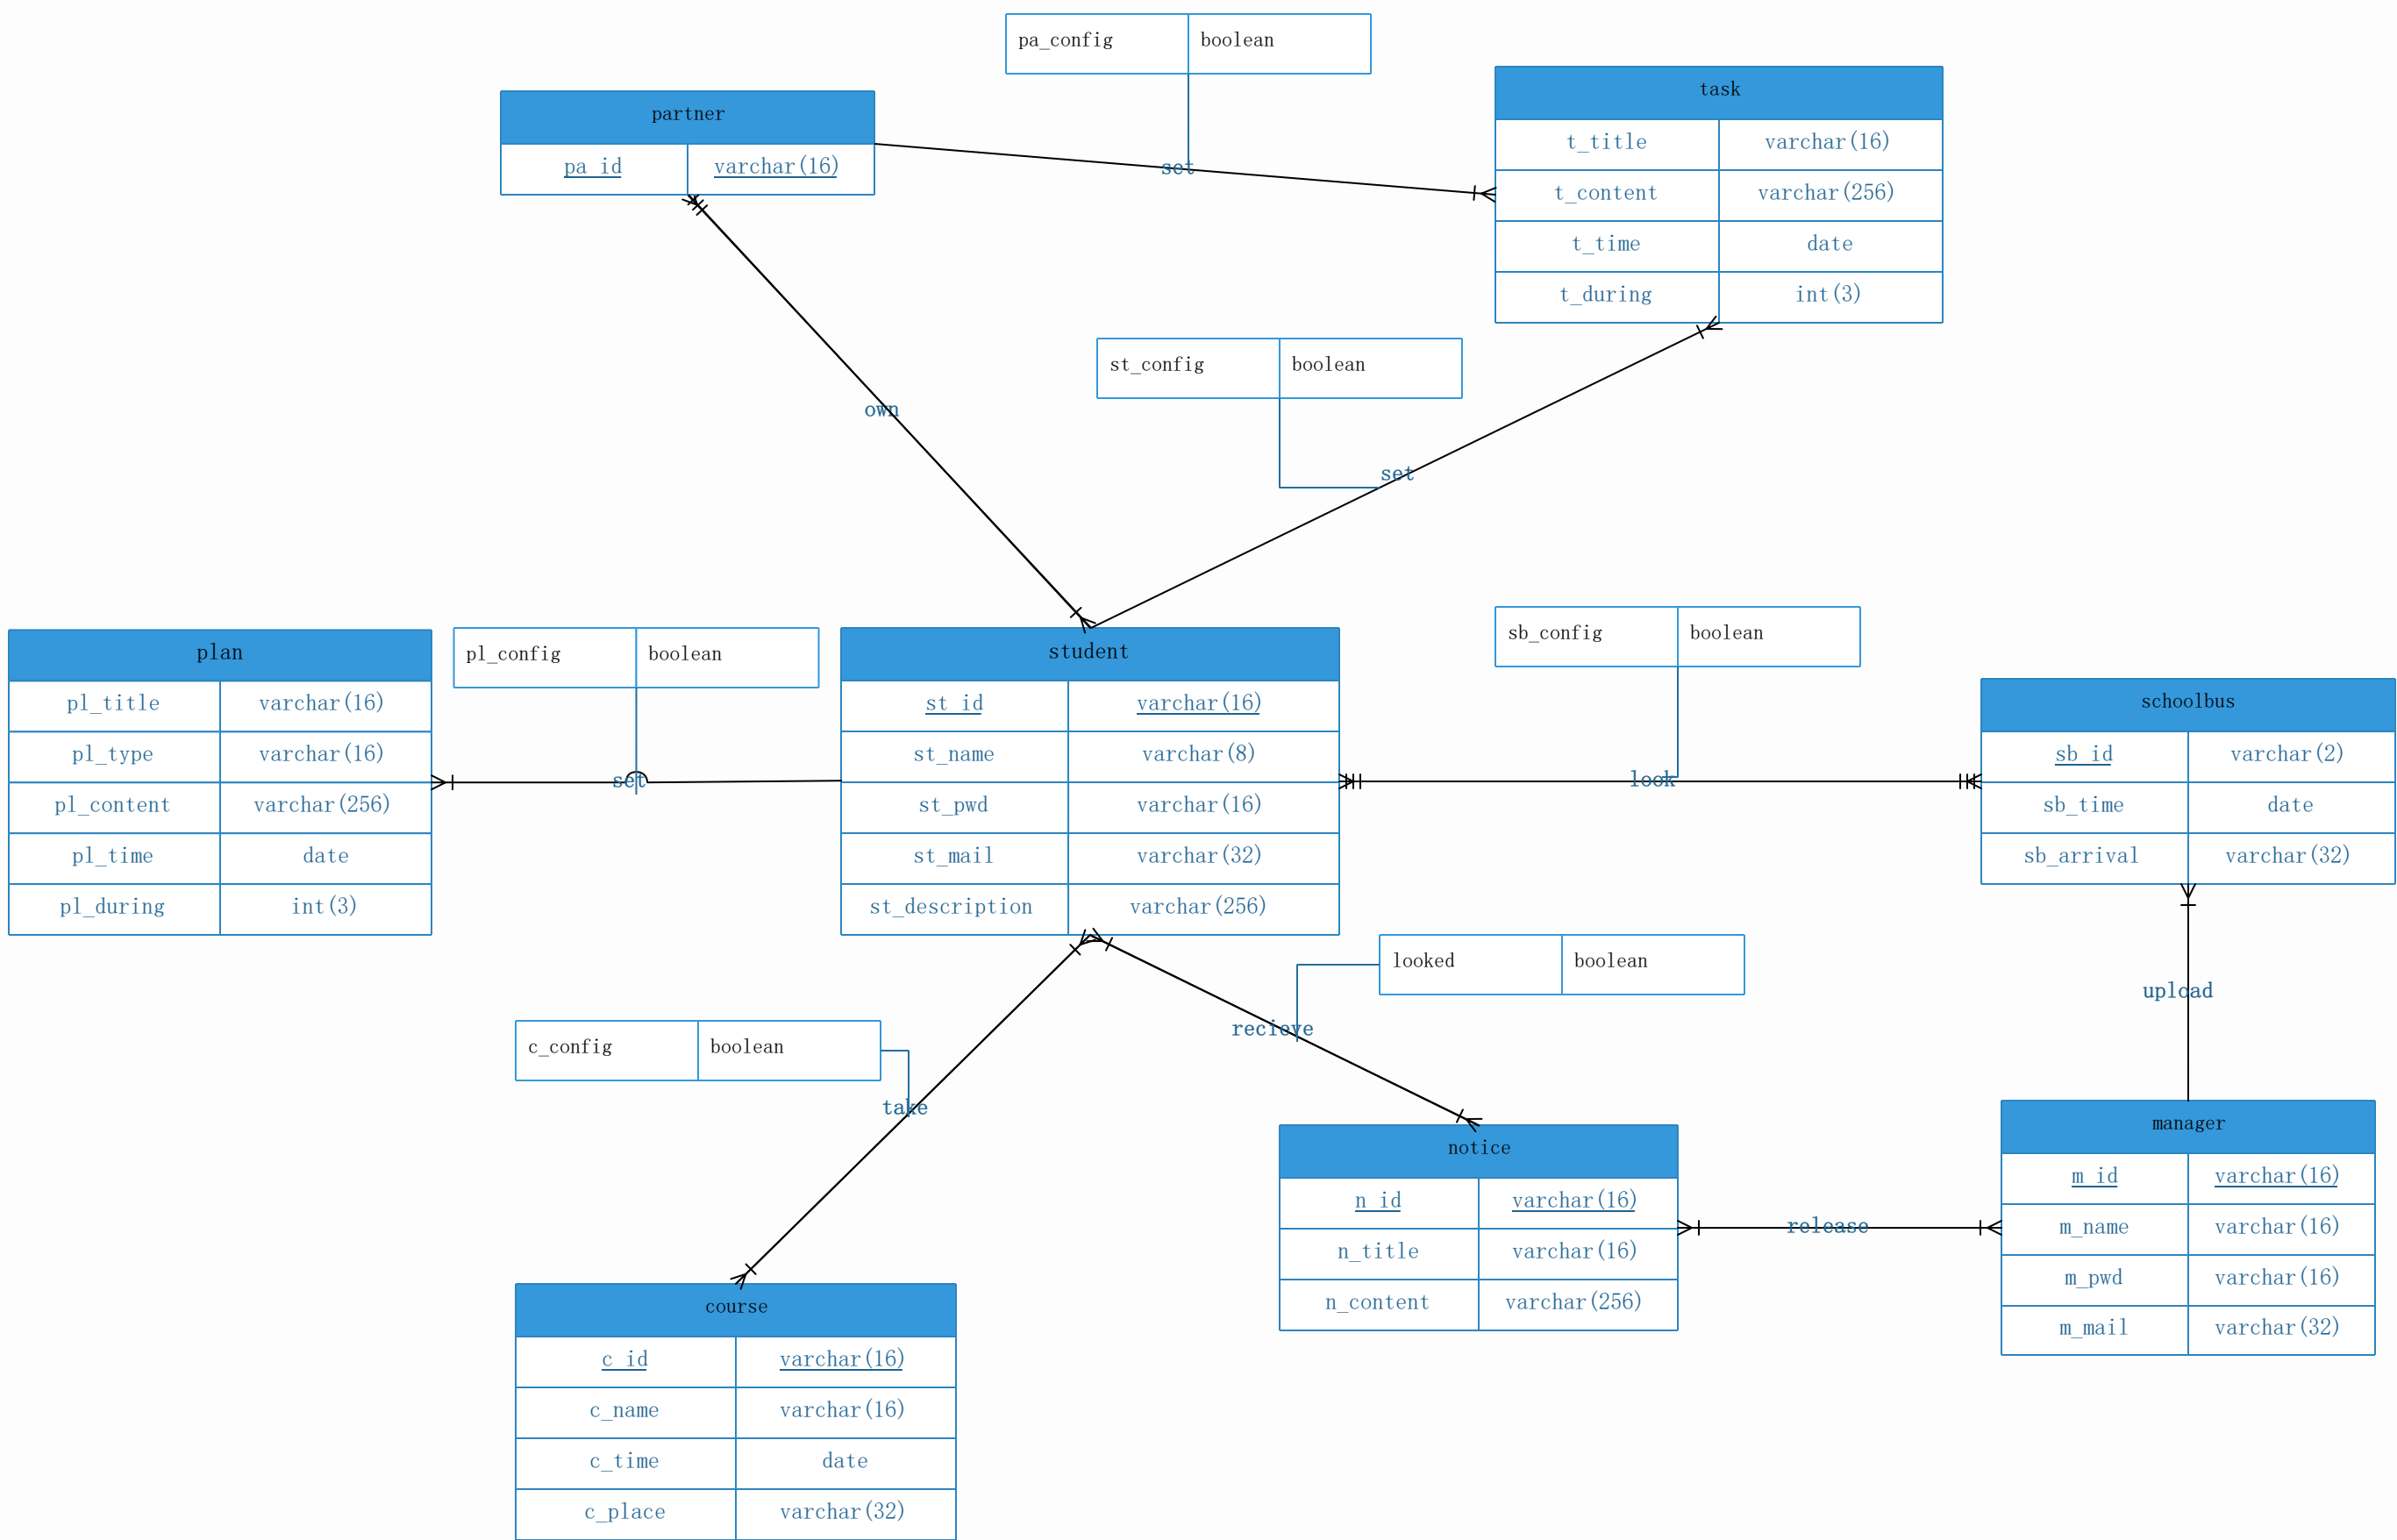 pa_config boolean
partner
pa_id varchar(16)
set
task
t_title varchar(16)
t_content varchar(256)
t_time date
t_during int(3)
st_config boolean
own
set
plan
pl_title varchar(16)
pl_type varchar(16)
pl_content varchar(256)
pl_time date
pl_during int(3)
pl_config boolean
set
student
st_id varchar(16)
st_name varchar(8)
st_pwd varchar(16)
st_mail varchar(32)
st_description varchar(256)
sb_config boolean
look
schoolbus
sb_id varchar(2)
sb_time date
sb_arrival varchar(32)
looked boolean
recieve
upload
c_config boolean
take
notice
n_id varchar(16)
n_title varchar(16)
n_content varchar(256)
release
manager
m_id varchar(16)
m_name varchar(16)
m_pwd varchar(16)
m_mail varchar(32)
course
c_id varchar(16)
c_name varchar(16)
c_time date
c_place varchar(32)